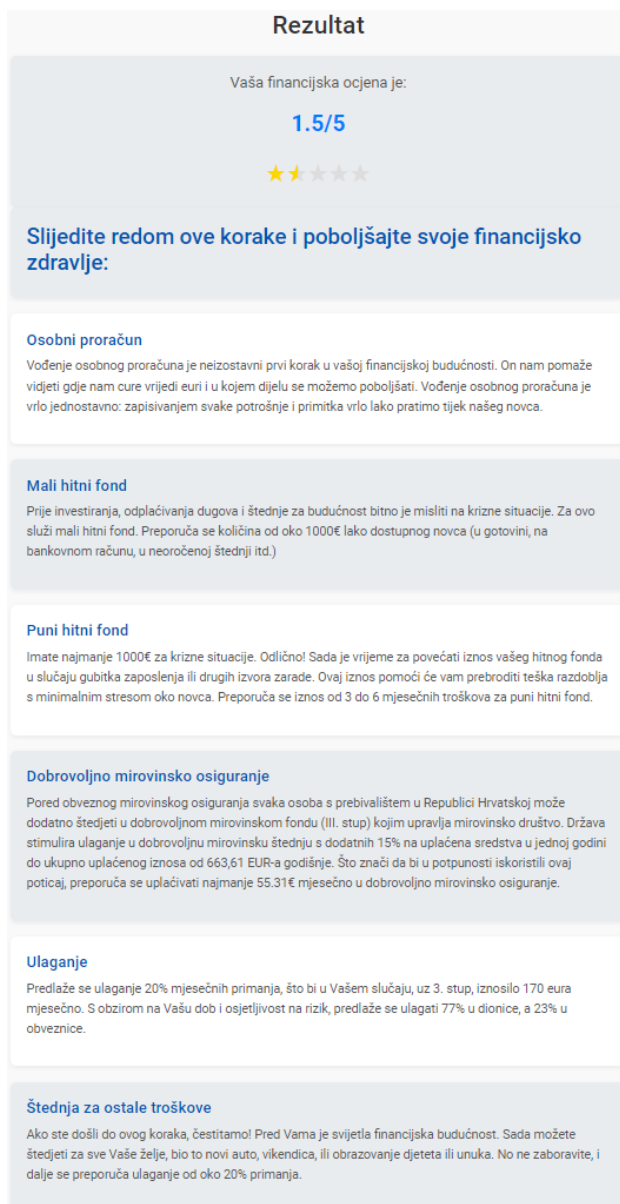 Rezultat
Vaša financijska ocjena je:
1.5/5
Slijedite redom ove korake i poboljšajte svoje financijsko
zdravlje:
Osobni proračun
Vođenje osobnog proračuna je neizostavni prvi korak u vašoj financijskoj budućnosti. On nam pomaže
vidjeti gdje nam cure vrijedi euri i u kojem dijelu se možemo poboljšati. Vođenje osobnog proračuna je
vrlo jednostavno: zapisivanjem svake potrošnje i primitka vrlo lako pratimo tijek našeg novca.
Mali hitni fond
Prije investiranja, odplaćivanja dugova i štednje za budućnost bitno je misliti na krizne situacije. Za ovo
služi mali hitni fond. Preporuča se količina od oko 1000€ lako dostupnog novca (u gotovini, na
bankovnom računu, u neoročenoj štednji itd.)
Puni hitni fond
Imate najmanje 1000€ za krizne situacije. Odlično! Sada je vrijeme za povećati iznos vašeg hitnog fonda
u slučaju gubitka zaposlenja ili drugih izvora zarade. Ovaj iznos pomoći će vam prebroditi teška razdoblja
s minimalnim stresom oko novca. Preporuča se iznos od 3 do 6 mjesečnih troškova za puni hitni fond.
Dobrovoljno mirovinsko osiguranje
Pored obveznog mirovinskog osiguranja svaka osoba s prebivalištem u Republici Hrvatskoj može
dodatno štedjeti u dobrovoljnom mirovinskom fondu (III. stup) kojim upravlja mirovinsko društvo. Država
stimulira ulaganje u dobrovoljnu mirovinsku štednju s dodatnih 15% na uplaćena sredstva u jednoj godini
do ukupno uplaćenog iznosa od 663,61 EUR-a godišnje. Što znači da bi u potpunosti iskoristili ovaj
poticaj, preporuča se uplaćivati najmanje 55.31€ mjesečno u dobrovoljno mirovinsko osiguranje.
Ulaganje
Predlaže se ulaganje 20% mjesečnih primanja, što bi u Vašem slučaju, uz 3. stup, iznosilo 170 eura
mjesečno. S obzirom na Vašu dob i osjetljivost na rizik, predlaže se ulagati 77% u dionice, a 23% u
obveznice.
Štednja za ostale troškove
Ako ste došli do ovog koraka, čestitamo! Pred Vama je svijetla financijska budućnost. Sada možete
štedjeti za sve Vaše želje, bio to novi auto, vikendica, ili obrazovanje djeteta ili unuka. No ne zaboravite, i
dalje se preporuča ulaganje od oko 20% primanja.